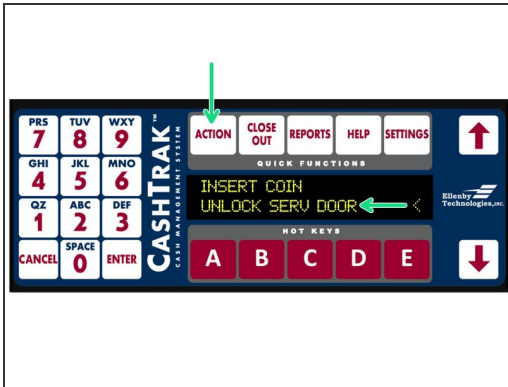 PRS
7
TUV
8
WXY
9
GHI
4
JKL
5
MNO
6
QZ
1
ABC
2
DEF
3
CANCEL
SPACE
0
ENTER
CASHTRAK™
CASH MANAGEMENT SYSTEM
ACTION
CLOSE
OUT
REPORTS
HELP
SETTINGS
QUICK FUNCTIONS
INSERT COIN
UNLOCK SERV DOOR <
HOT KEYS
A B C D E
Ellenby
Technologies, INC.